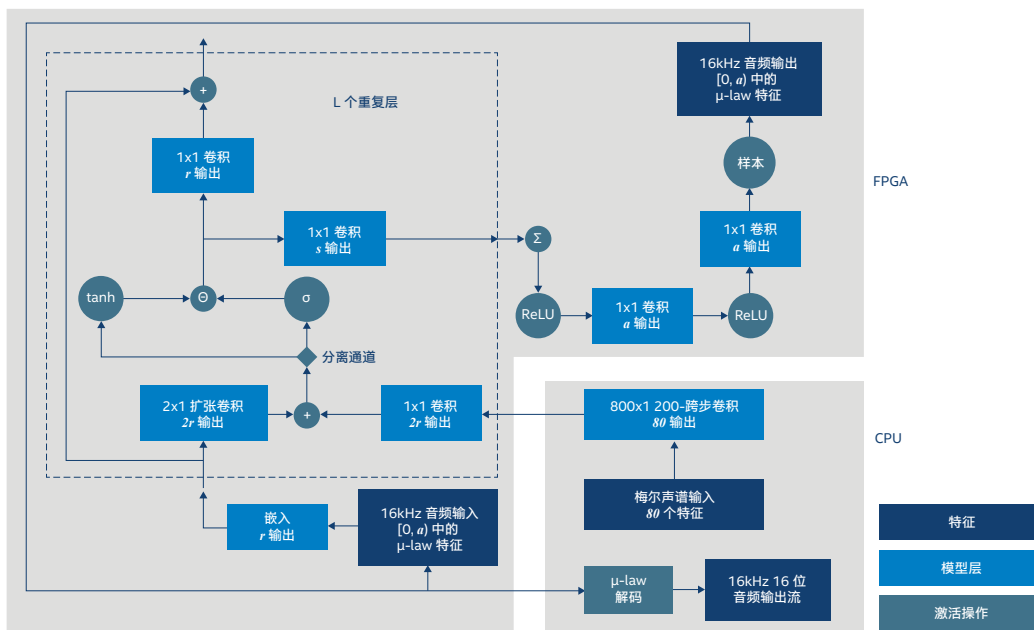 16kHz 音频输出
[0, a) 中的
μ-law 特征
+
L 个重复层
1x1 卷积
r 输出
样本
FPGA
1x1 卷积
s 输出
Σ
1x1 卷积
a 输出
tanh
Θ
σ
ReLU
1x1 卷积
a 输出
ReLU
分离通道
2x1 扩张卷积
2r 输出
+
1x1 卷积
2r 输出
800x1 200-跨步卷积
80 输出
CPU
梅尔声谱输入
80 个特征
嵌入
r 输出
16kHz 音频输入
[0, a) 中的
μ-law 特征
特征
模型层
μ-law
解码
16kHz 16 位
音频输出流
激活操作